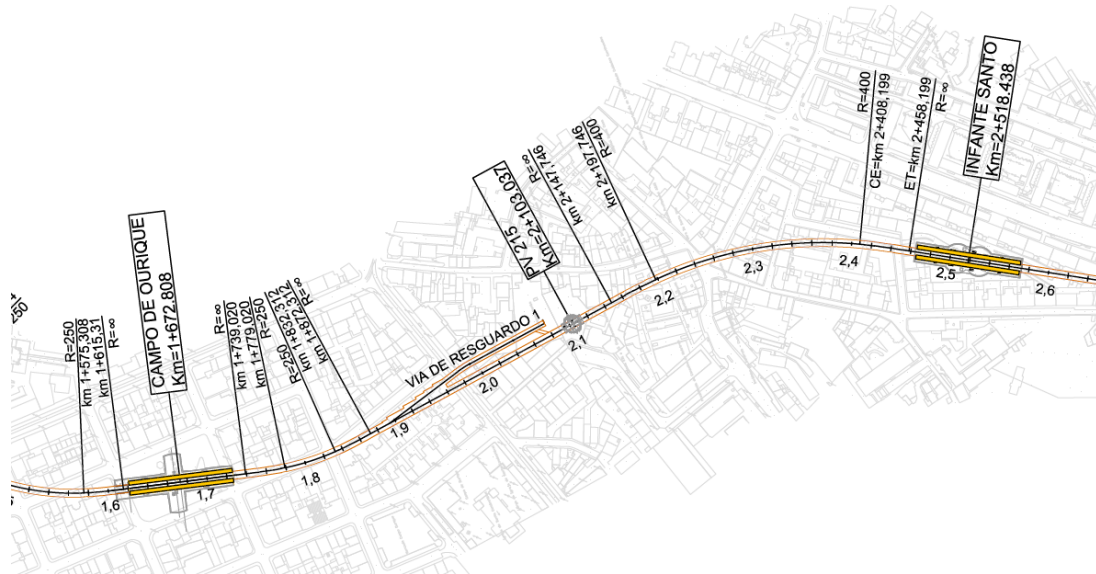 R=250
km 1+575,308
km 1+615,31
R=∞
CAMPO DE OURIQUE
Km=1+672.808
R=∞
km 1+739,020
km 1+779,020
R=250
R=250
km 1+832,312
km 1+872,312
R=∞
VIA DE RESGUARDO 1
PV 215
Km=2+103.037
R=∞
km 2+147,746
km 2+197,746
R=400
R=400
CE=km 2+408,199
ET=km 2+458,199
R=∞
INFANTE SANTO
Km=2+518.438
1,6
1,7
1,8
1,9
2,0
2,1
2,2
2,3
2,4
2,5
2,6